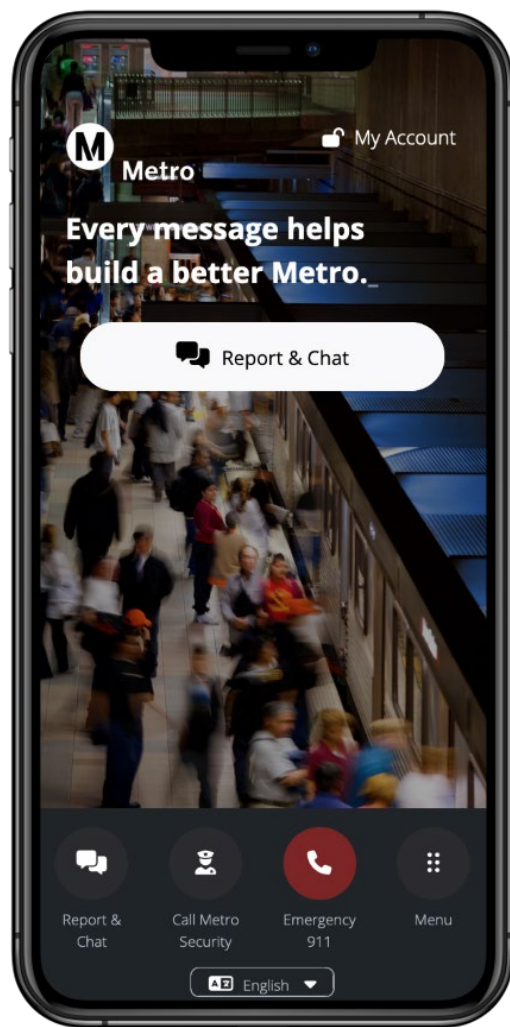 M
Metro
My Account
Every message helps
build a better Metro._
Report & Chat
Report &
Chat
Call Metro
Security
Emergency
911
Menu
A Z English